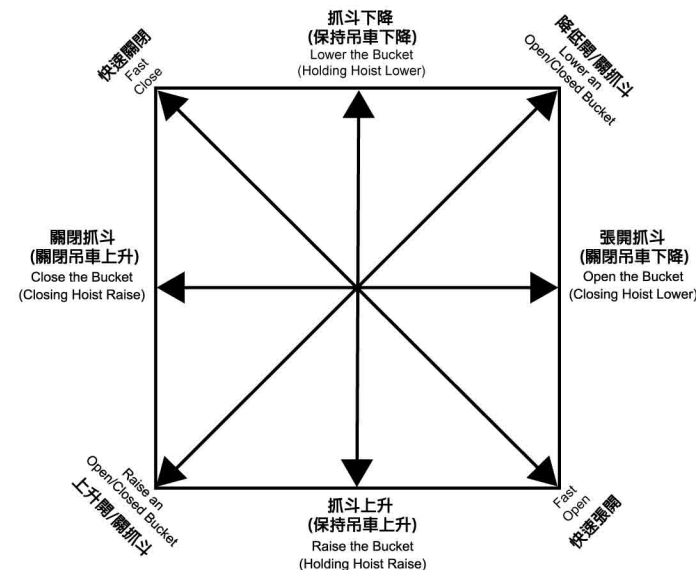 抓斗下降
(保持吊車下降)
Lower the Bucket
(Holding Hoist Lower)
快速關閉
Fast
Close
降低開/關抓斗
Lower an
Open/Closed Bucket
關閉抓斗
(關閉吊車上升)
Close the Bucket
(Closing Hoist Raise)
張開抓斗
(關閉吊車下降)
Open the Bucket
(Closing Hoist Lower)
Raise an
Open/Closed Bucket
上升開/關抓斗
抓斗上升
(保持吊車上升)
Raise the Bucket
(Holding Hoist Raise)
Fast
Open
快速張開